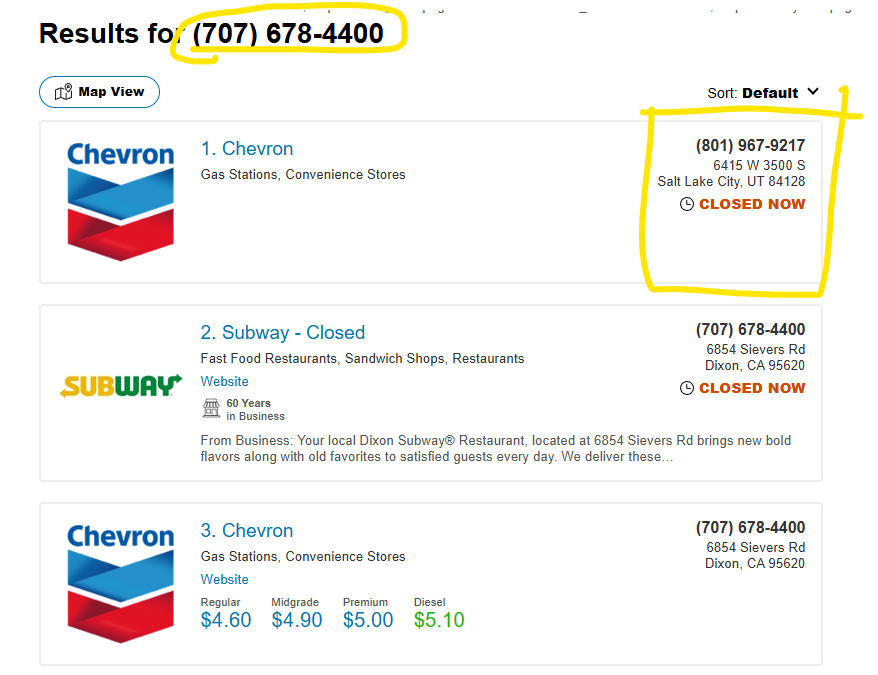 Results for (707) 678-4400
Map View
Sort: Default
Chevron
1. Chevron
Gas Stations, Convenience Stores
(801) 967-9217
6415 W 3500 S
Salt Lake City, UT 84128
CLOSED NOW
SUBWAY
2. Subway - Closed
Fast Food Restaurants, Sandwich Shops, Restaurants
Website
60 Years
in Business
From Business: Your local Dixon Subway® Restaurant, located at 6854 Sievers Rd brings new bold
flavors along with old favorites to satisfied guests every day. We deliver these…
(707) 678-4400
6854 Sievers Rd
Dixon, CA 95620
CLOSED NOW
Chevron
3. Chevron
Gas Stations, Convenience Stores
Website
Regular Midgrade Premium Diesel
$4.60 $4.90 $5.00 $5.10
(707) 678-4400
6854 Sievers Rd
Dixon, CA 95620